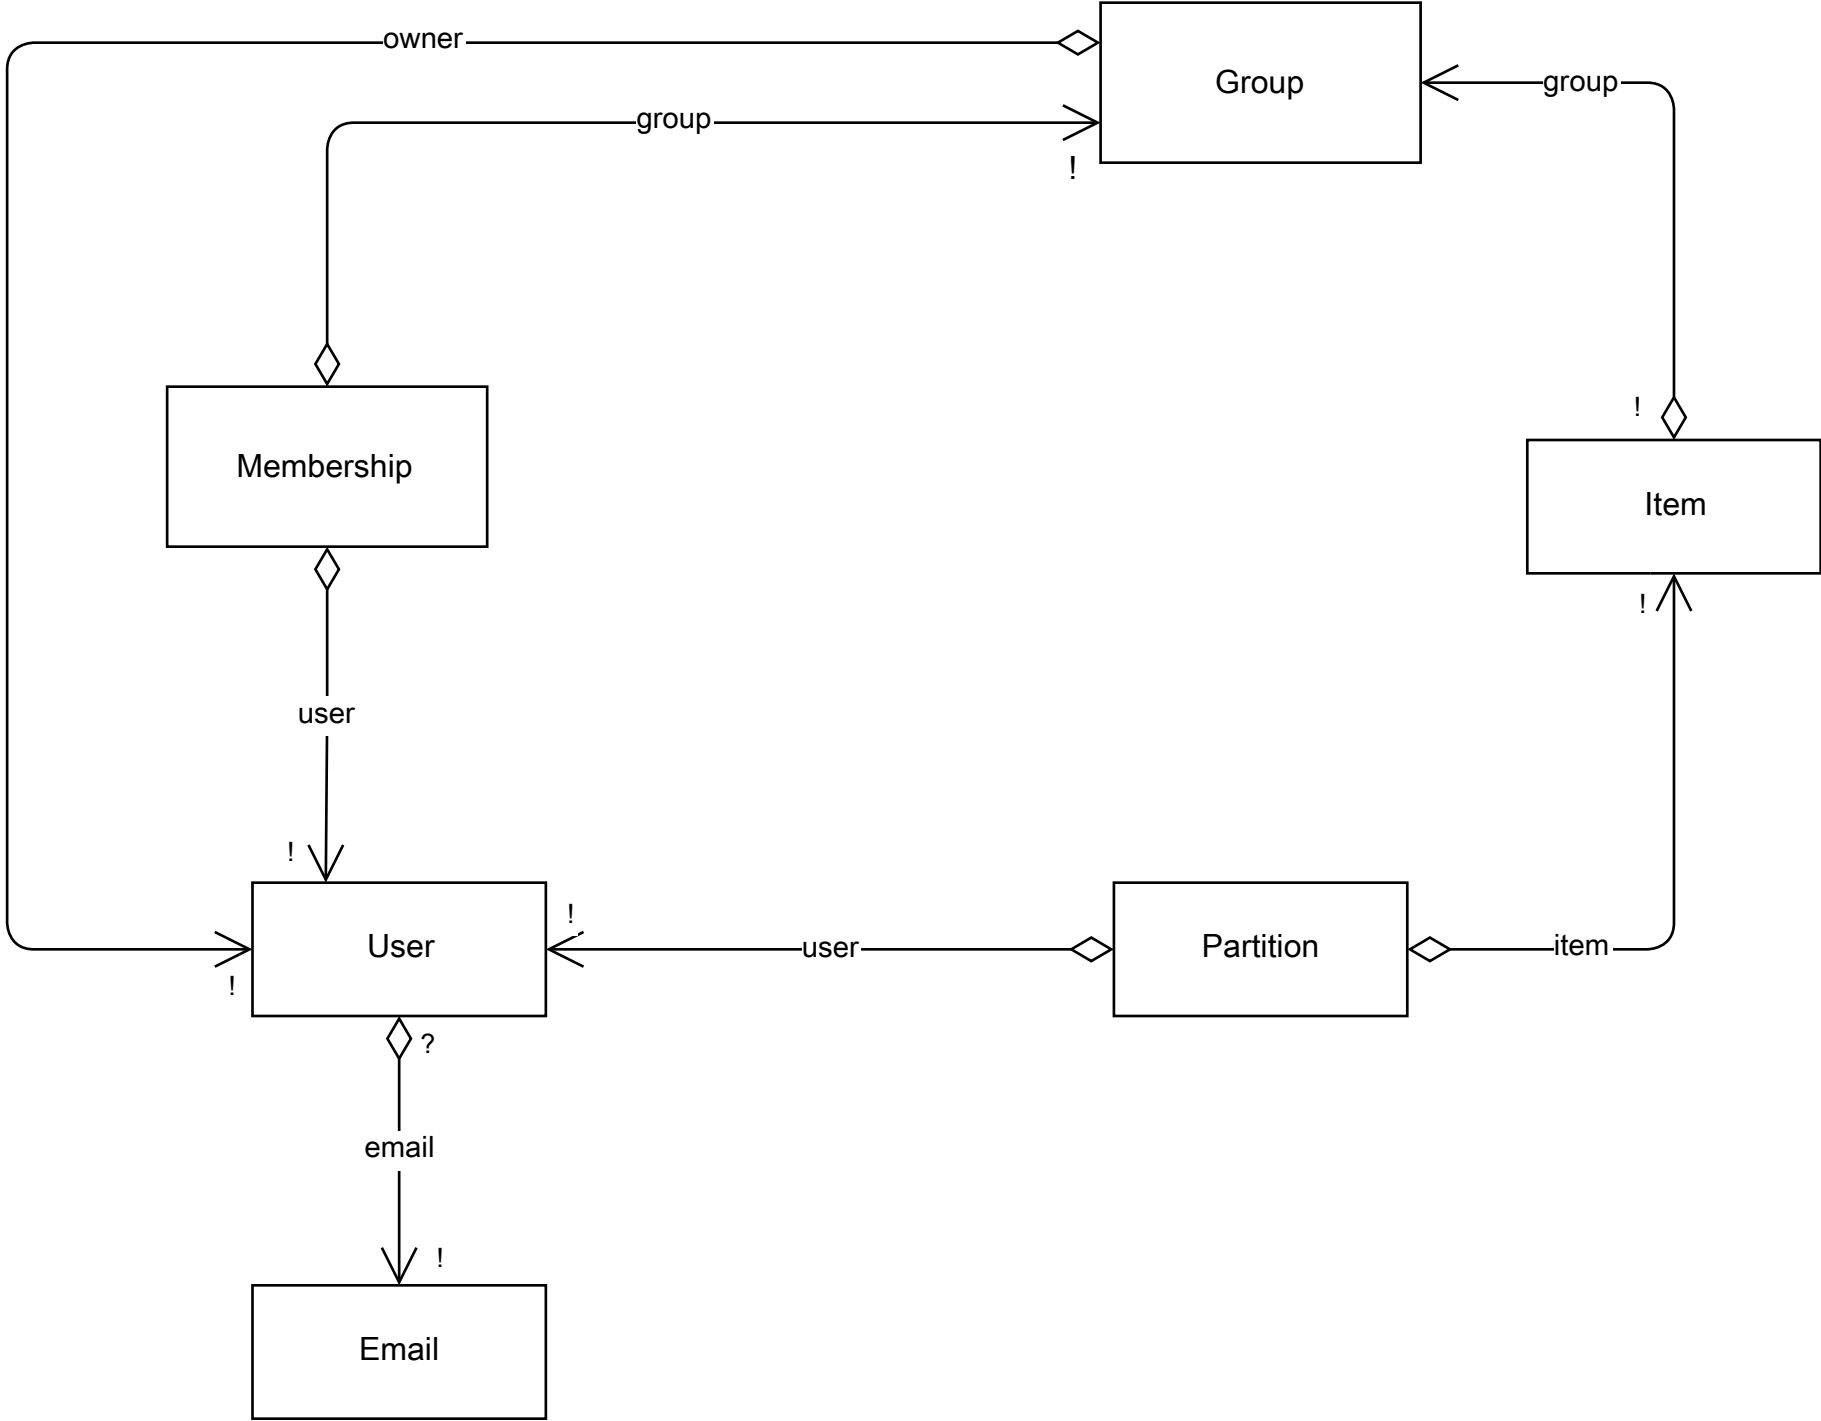 owner
Group
group
group
!
!
Membership
Item
!
user
!
!
User
user
Partition
item
!
?
email
!
Email